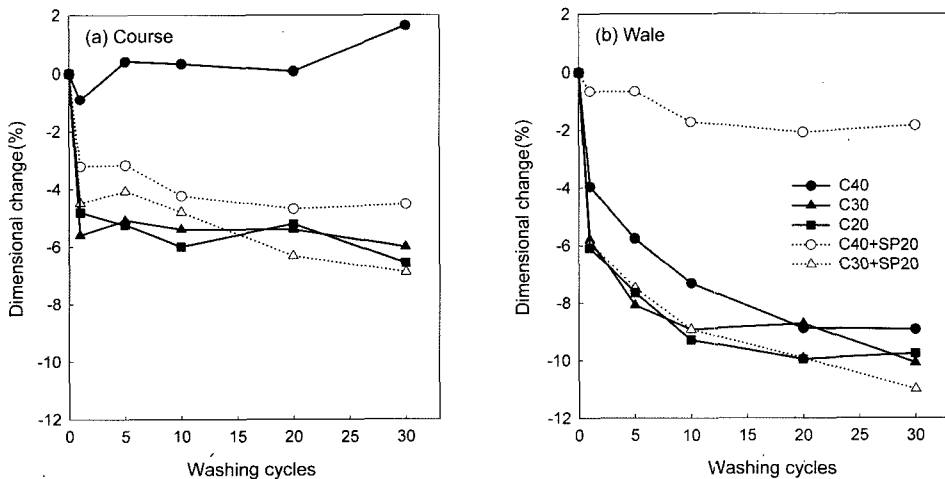 (a) Course
Dimensional change(%)
2
0
-2
-4
-6
-8
-10
-12
0
5
10
15
20
25
30
Washing cycles
(b) Wale
Dimensional change(%)
2
0
-2
-4
-6
-8
-10
-12
0
5
10
15
20
25
30
Washing cycles
C40
C30
C20
C40+SP20
C30+SP20